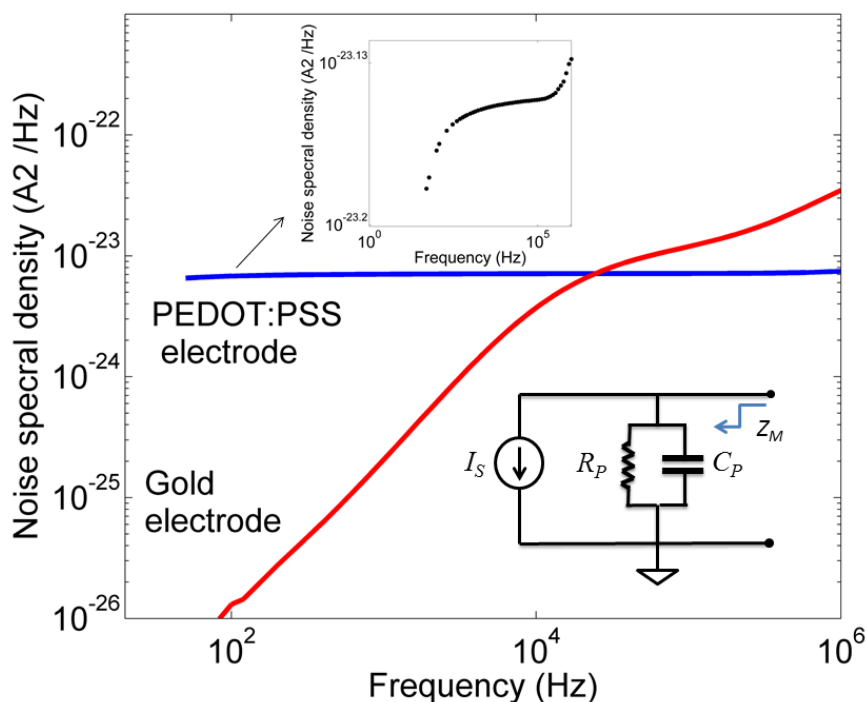 Noise specral density (A2 /Hz)
10^-22
10^-23
10^-24
10^-25
10^-26
10^2
10^4
10^6
Frequency (Hz)
Noise spectral density (A2 /Hz)
10^-23.13
10^-23.2
10^0
10^5
Frequency (Hz)
PEDOT:PSS
electrode
Gold
electrode
I_S
R_P
C_P
Z_M